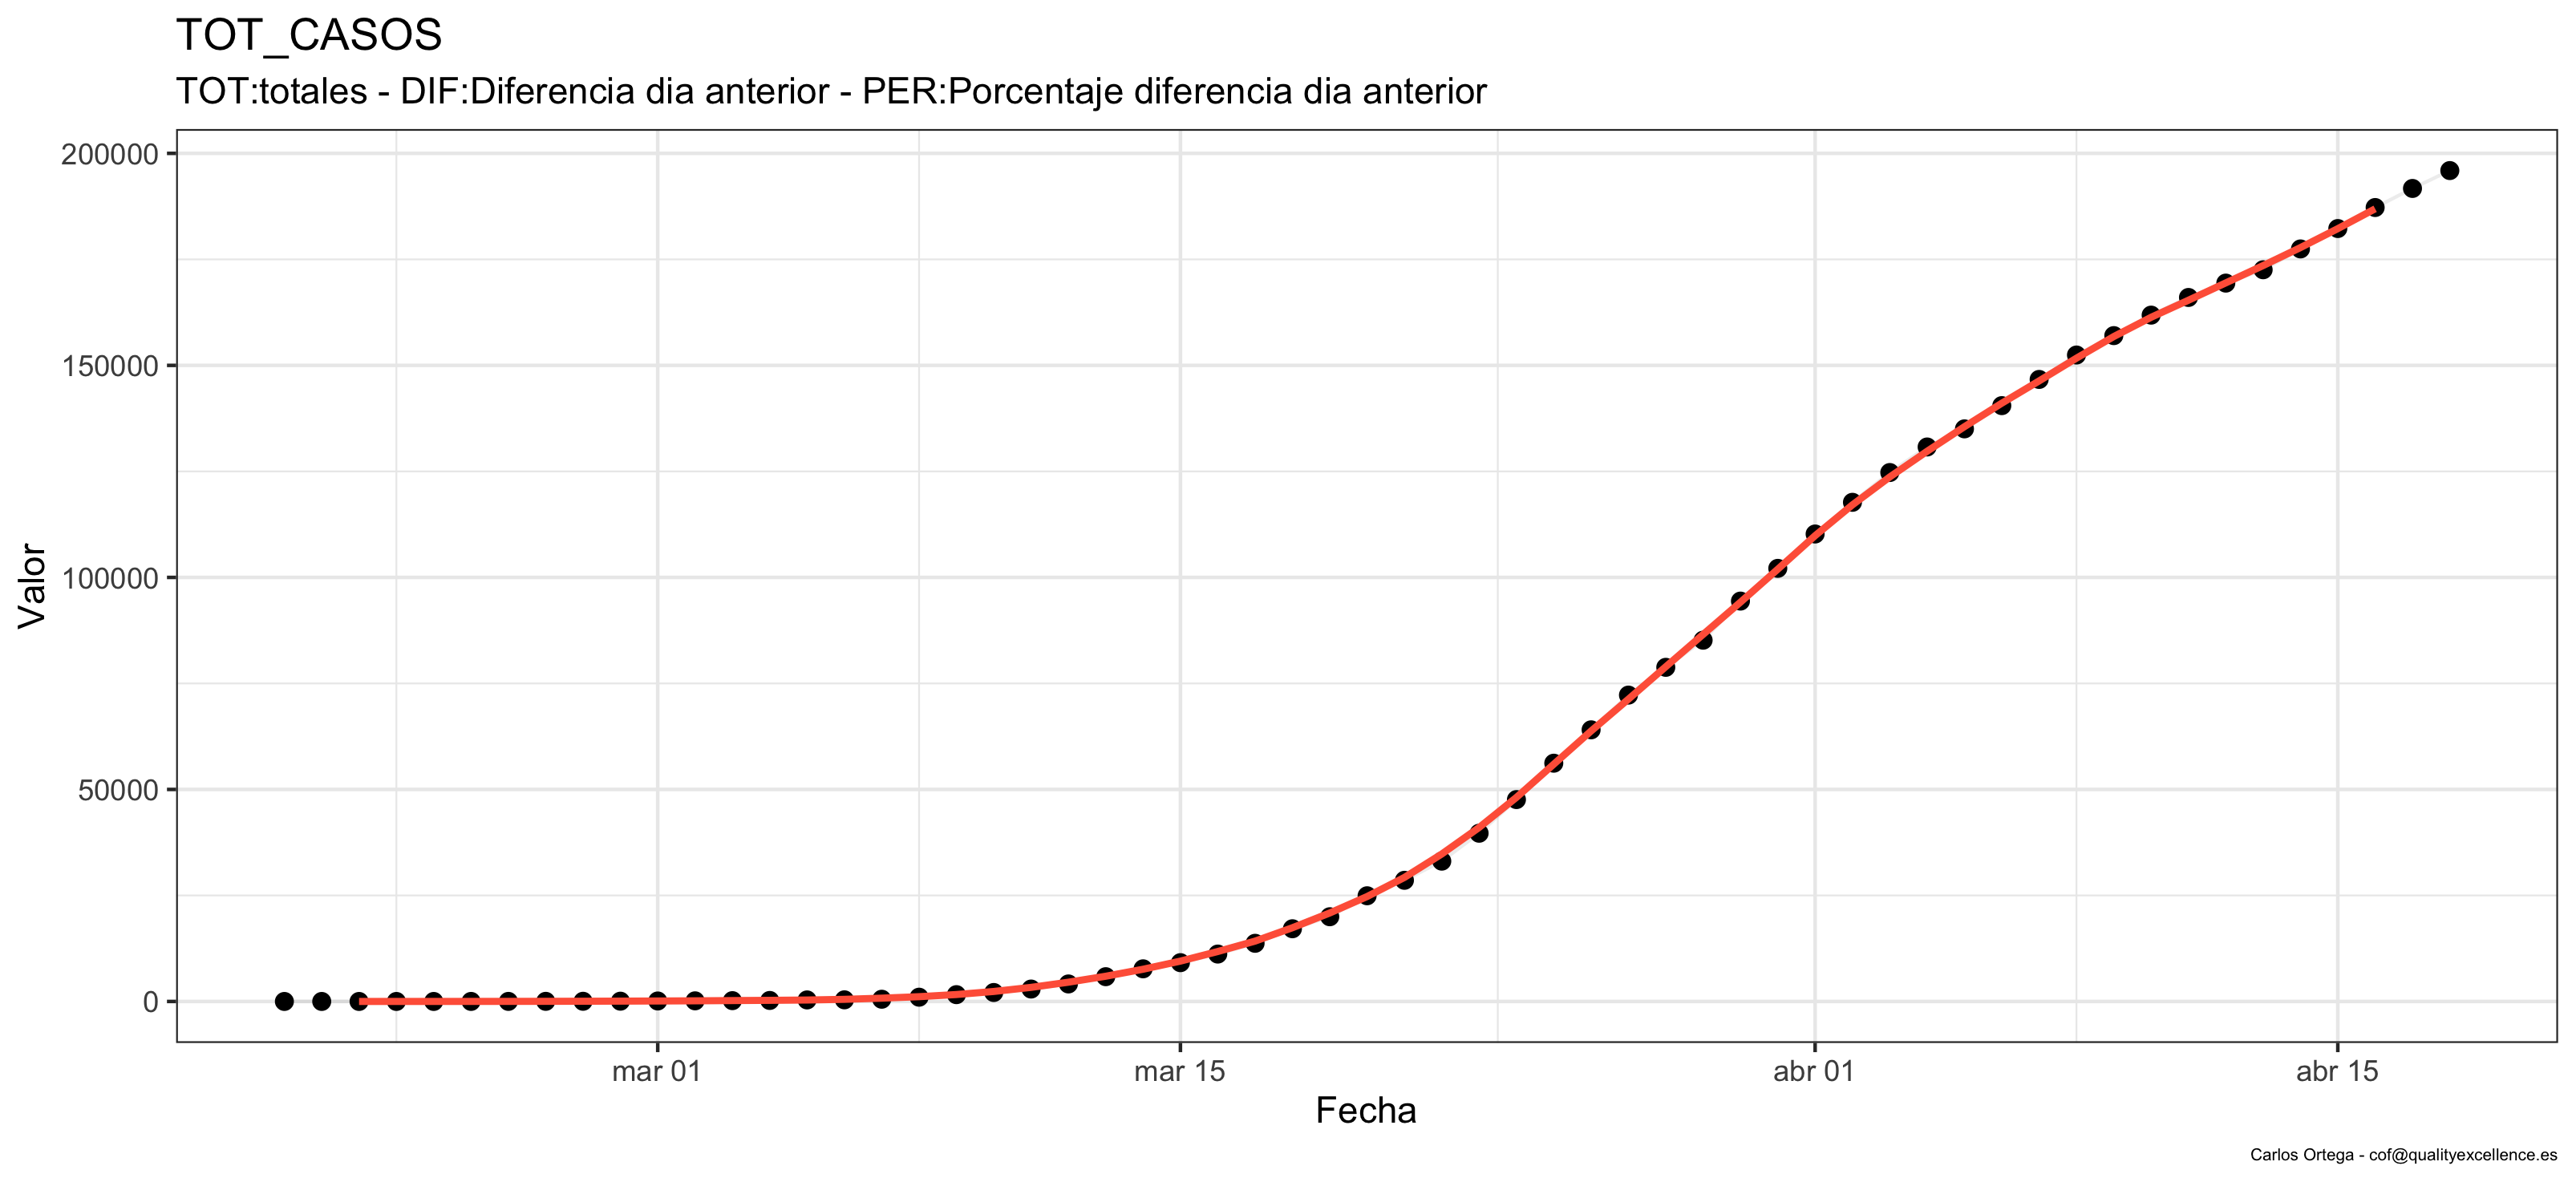 TOT_CASOS
TOT:totales - DIF:Diferencia dia anterior - PER:Porcentaje diferencia dia anterior
200000
150000
100000
50000
0
Valor
mar 01 mar 15 abr 01 abr 15
Fecha
Carlos Ortega - cof@qualityexcellence.es